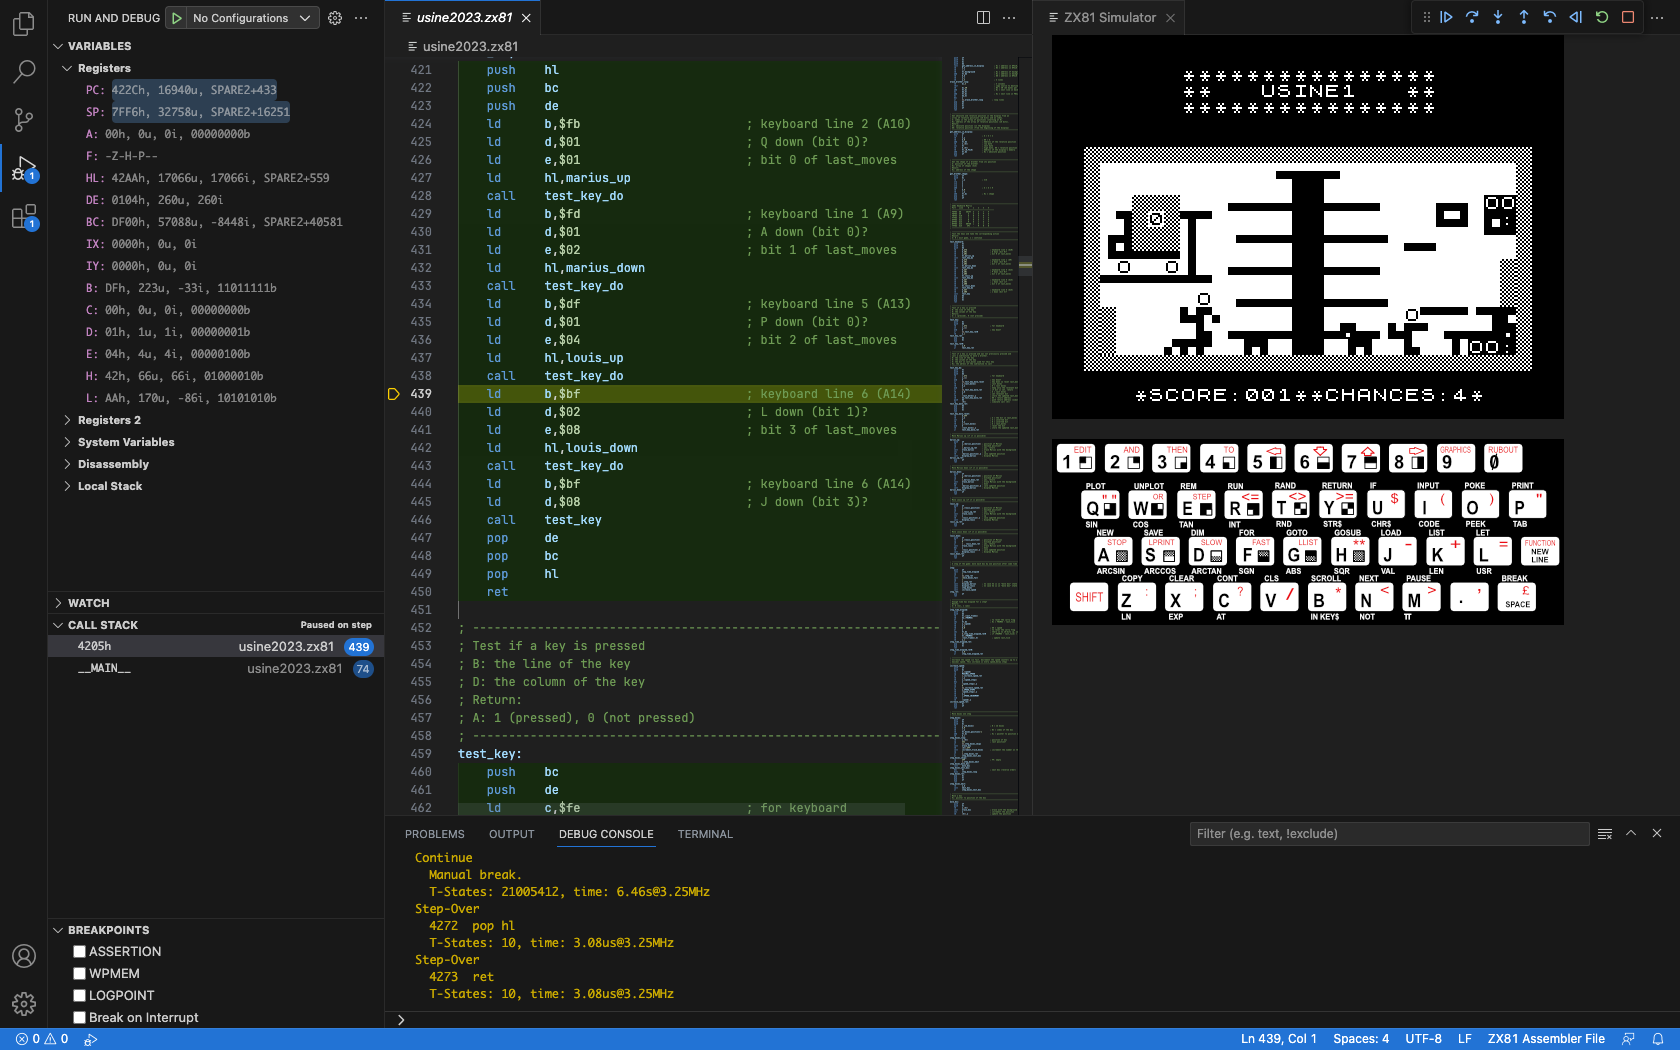 RUN AND DEBUG No Configurations
VARIABLES
Registers
PC: 422Ch, 16940u, SPARE2+433
SP: 7FF6h, 32758u, SPARE2+16251
A: 00h, 0u, 0i, 00000000b
F: -Z-H-P--
HL: 42AAh, 17066u, 17066i, SPARE2+559
DE: 0104h, 260u, 260i
BC: DF00h, 57088u, -8448i, SPARE2+40581
IX: 0000h, 0u, 0i
IY: 0000h, 0u, 0i
B: DFh, 223u, -33i, 11011111b
C: 00h, 0u, 0i, 00000000b
D: 01h, 1u, 1i, 00000001b
E: 04h, 4u, 4i, 00000100b
H: 42h, 66u, 66i, 01000010b
L: AAh, 170u, -86i, 10101010b
Registers 2
System Variables
Disassembly
Local Stack
1
1
WATCH
CALL STACK Paused on step
4205h usine2023.zx81 439
__MAIN__ usine2023.zx81 74
BREAKPOINTS
ASSERTION
WPMEM
LOGPOINT
Break on Interrupt
usine2023.zx81
usine2023.zx81
421 push hl
422 push bc
423 push de
424 ld b,$fb ; keyboard line 2 (A10)
425 ld d,$01 ; Q down (bit 0)?
426 ld e,$01 ; bit 0 of last_moves
427 ld hl,marius_up
428 call test_key_do
429 ld b,$fd ; keyboard line 1 (A9)
430 ld d,$01 ; A down (bit 0)?
431 ld e,$02 ; bit 1 of last_moves
432 ld hl,marius_down
433 call test_key_do
434 ld b,$df ; keyboard line 5 (A13)
435 ld d,$01 ; P down (bit 0)?
436 ld e,$04 ; bit 2 of last_moves
437 ld hl,louis_up
438 call test_key_do
439 ld b,$bf ; keyboard line 6 (A14)
440 ld d,$02 ; L down (bit 1)?
441 ld e,$08 ; bit 3 of last_moves
442 ld hl,louis_down
443 call test_key_do
444 ld b,$bf ; keyboard line 6 (A14)
445 ld d,$08 ; J down (bit 3)?
446 call test_key
447 pop de
448 pop bc
449 pop hl
450 ret
451
452 ; -----------------------------------------------------------------
453 ; Test if a key is pressed
454 ; B: the line of the key
455 ; D: the column of the key
456 ; Return:
457 ; A: 1 (pressed), 0 (not pressed)
458 ; -----------------------------------------------------------------
459 test_key:
460 push bc
461 push de
462 ld c,$fe ; for keyboard
ZX81 Simulator
****************
** USINE1 **
****************
*SCORE:001**CHANCES:4*
EDIT AND THEN TO GRAPHICS RUBOUT
1 2 3 4 5 6 7 8 9 0
PLOT UNPLOT REM RUN RAND RETURN IF INPUT POKE PRINT
"" OR STEP <= <> >= $ ( ) "
Q W E R T Y U I O P
SIN COS TAN INT RND STR$ CHR$ CODE PEEK TAB
NEW SAVE DIM FOR GOTO GOSUB LOAD LIST LET
STOP LPRINT SLOW FAST LLIST ** - + = FUNCTION
A S D F G H J K L NEW LINE
ARCSIN ARCCOS ARCTAN SGN ABS SQR VAL LEN USR
COPY CLEAR CONT CLS SCROLL NEXT PAUSE BREAK
: ; ? / * < > , £
SHIFT Z X C V B N M . SPACE
LN EXP AT IN KEY$ NOT π
PROBLEMS OUTPUT DEBUG CONSOLE TERMINAL Filter (e.g. text, !exclude)
Continue
Manual break.
T-States: 21005412, time: 6.46s@3.25MHz
Step-Over
4272 pop hl
T-States: 10, time: 3.08us@3.25MHz
Step-Over
4273 ret
T-States: 10, time: 3.08us@3.25MHz
0 0 Ln 439, Col 1 Spaces: 4 UTF-8 LF ZX81 Assembler File